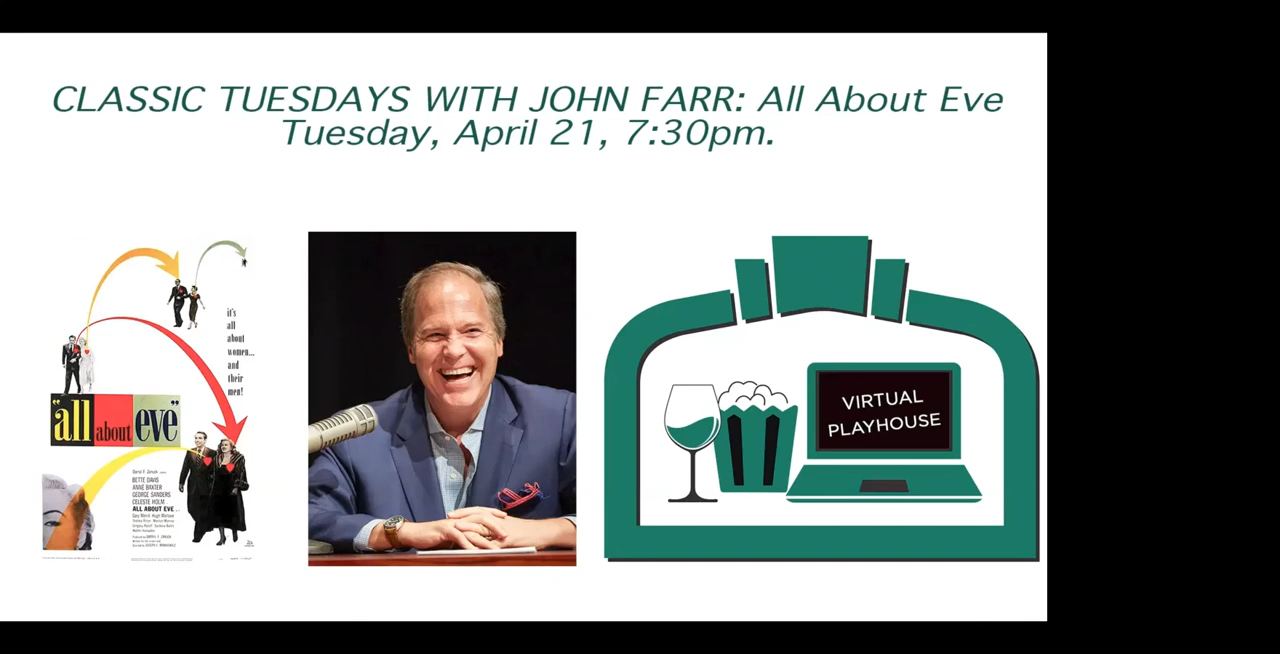 CLASSIC TUESDAYS WITH JOHN FARR: All About Eve
Tuesday, April 21, 7:30pm.
it's
all
about
women...
and
their
men!
"all about eve"
BETTE DAVIS
ANNE BAXTER
GEORGE SANDERS
CELESTE HOLM
ALL ABOUT EVE
VIRTUAL
PLAYHOUSE